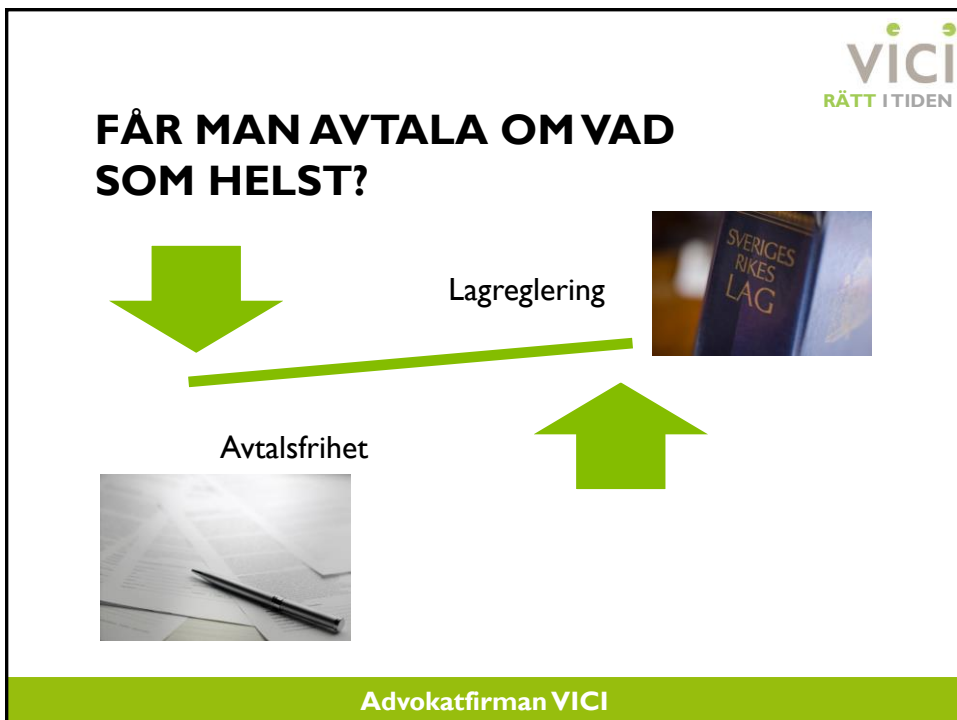 VICI
RÄTT I TIDEN
FÅR MAN AVTALA OM VAD
SOM HELST?
SVERIGES
RIKES
LAG
Lagreglering
Avtalsfrihet
Advokatfirman VICI